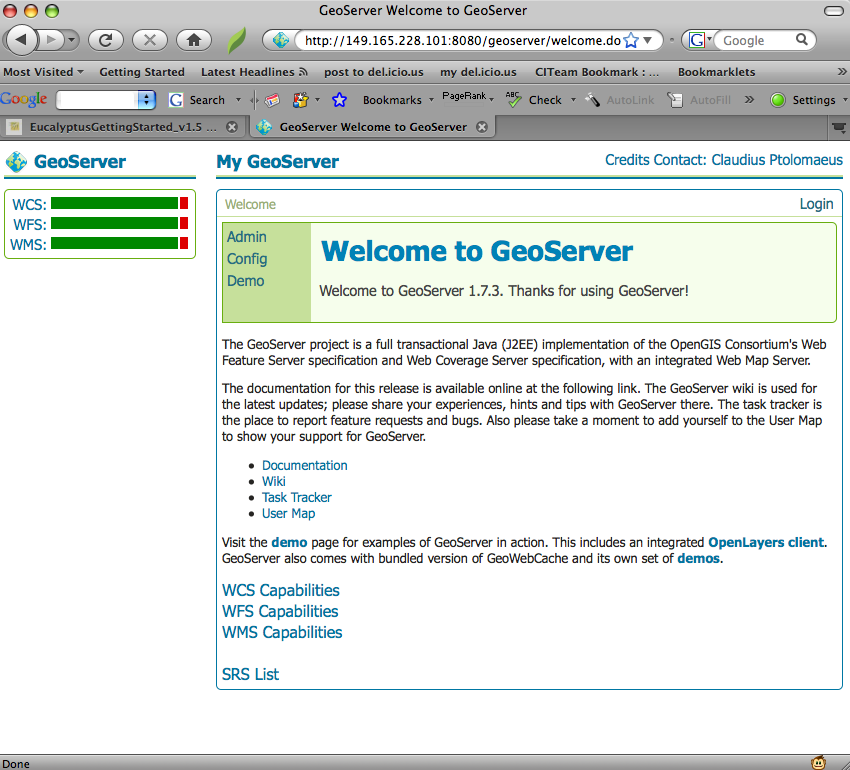 GeoServer Welcome to GeoServer
http://149.165.228.101:8080/geoserver/welcome.do
G Google
Most Visited Getting Started Latest Headlines post to del.icio.us my del.icio.us CITeam Bookmark : ... Bookmarklets »
Google G Search Bookmarks PageRank ABC Check AutoLink AutoFill » Settings
EucalyptusGettingStarted_v1.5 ... GeoServer Welcome to GeoServer
GeoServer
My GeoServer
Credits Contact: Claudius Ptolomaeus
WCS:
WFS:
WMS:
Welcome
Login
Admin
Config
Demo
Welcome to GeoServer
Welcome to GeoServer 1.7.3. Thanks for using GeoServer!
The GeoServer project is a full transactional Java (J2EE) implementation of the OpenGIS Consortium's Web
Feature Server specification and Web Coverage Server specification, with an integrated Web Map Server.
The documentation for this release is available online at the following link. The GeoServer wiki is used for
the latest updates; please share your experiences, hints and tips with GeoServer there. The task tracker is
the place to report feature requests and bugs. Also please take a moment to add yourself to the User Map
to show your support for GeoServer.
• Documentation
• Wiki
• Task Tracker
• User Map
Visit the demo page for examples of GeoServer in action. This includes an integrated OpenLayers client.
GeoServer also comes with bundled version of GeoWebCache and its own set of demos.
WCS Capabilities
WFS Capabilities
WMS Capabilities
SRS List
Done